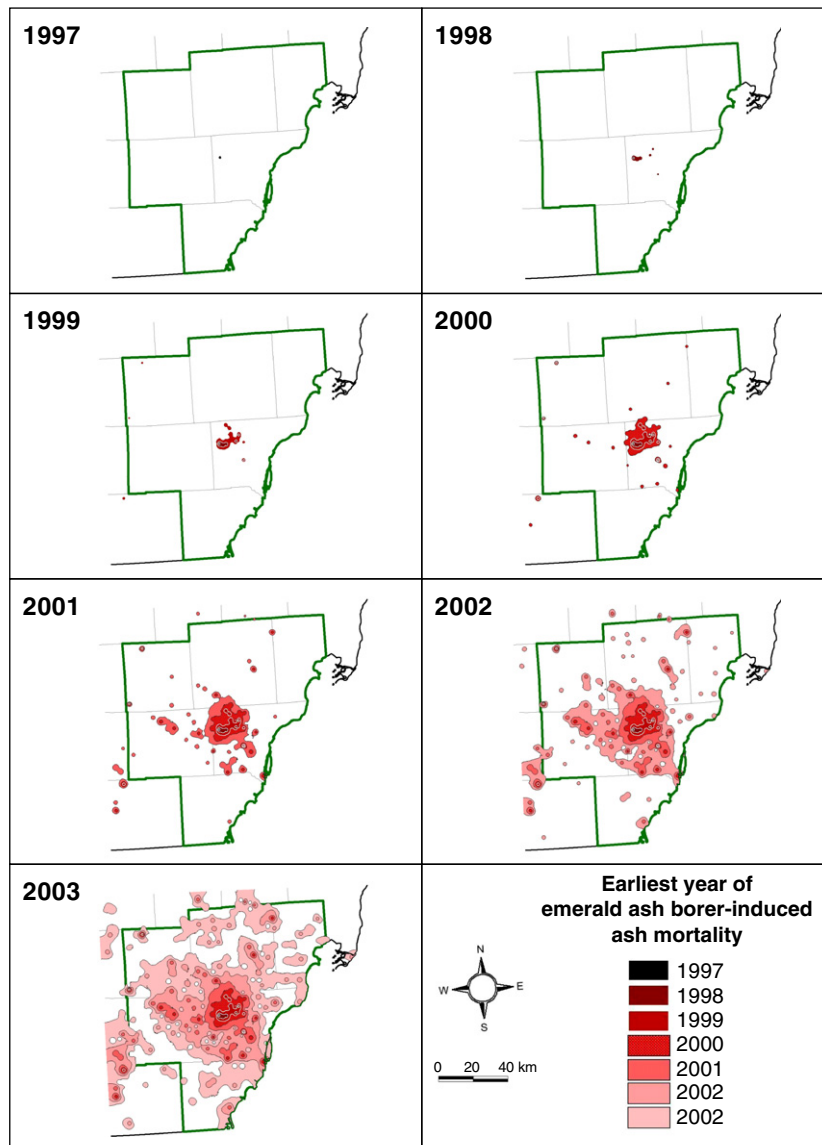 1997
1998
1999
2000
2001
2002
2003
Earliest year of
emerald ash borer-induced
ash mortality
N
W E
S
0 20 40 km
1997
1998
1999
2000
2001
2002
2002